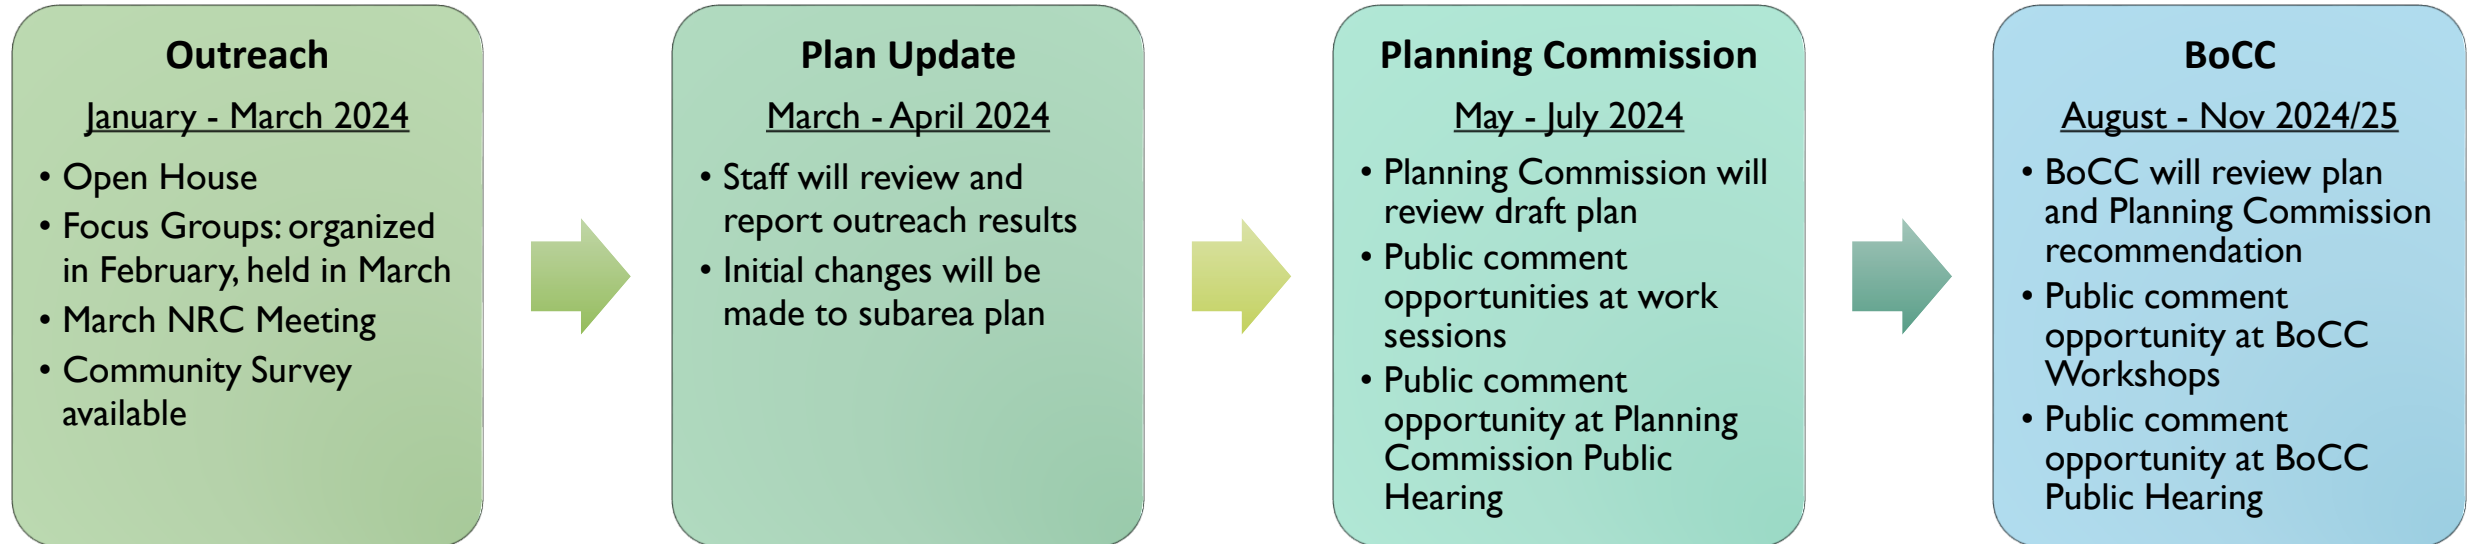 Outreach
January - March 2024
• Open House
• Focus Groups: organized
in February, held in March
• March NRC Meeting
• Community Survey
available
Plan Update
March - April 2024
• Staff will review and
report outreach results
• Initial changes will be
made to subarea plan
Planning Commission
May - July 2024
• Planning Commission will
review draft plan
• Public comment
opportunities at work
sessions
• Public comment
opportunity at Planning
Commission Public
Hearing
BoCC
August - Nov 2024/25
• BoCC will review plan
and Planning Commission
recommendation
• Public comment
opportunity at BoCC
Workshops
• Public comment
opportunity at BoCC
Public Hearing